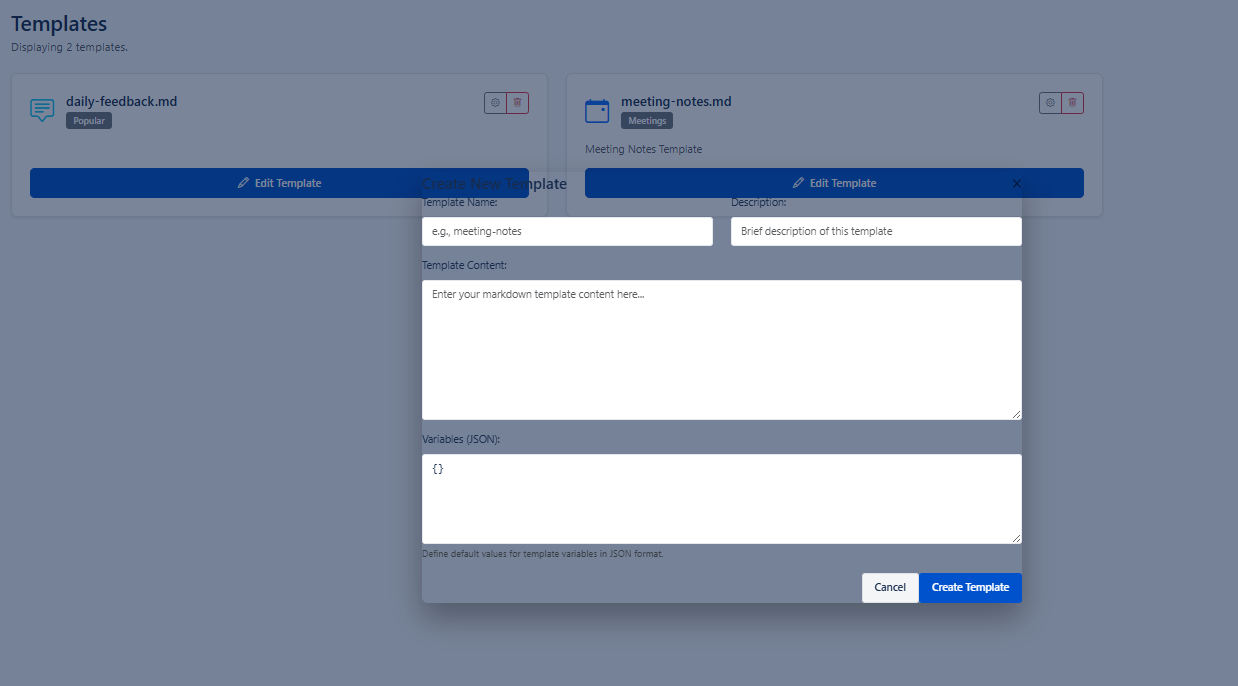 Templates
Displaying 2 templates.
daily-feedback.md
Popular
Edit Template
meeting-notes.md
Meetings
Meeting Notes Template
Edit Template
Create New Template
Template Name:
Description:
e.g., meeting-notes
Brief description of this template
Template Content:
Enter your markdown template content here...
Variables (JSON):
{}
Define default values for template variables in JSON format.
Cancel
Create Template